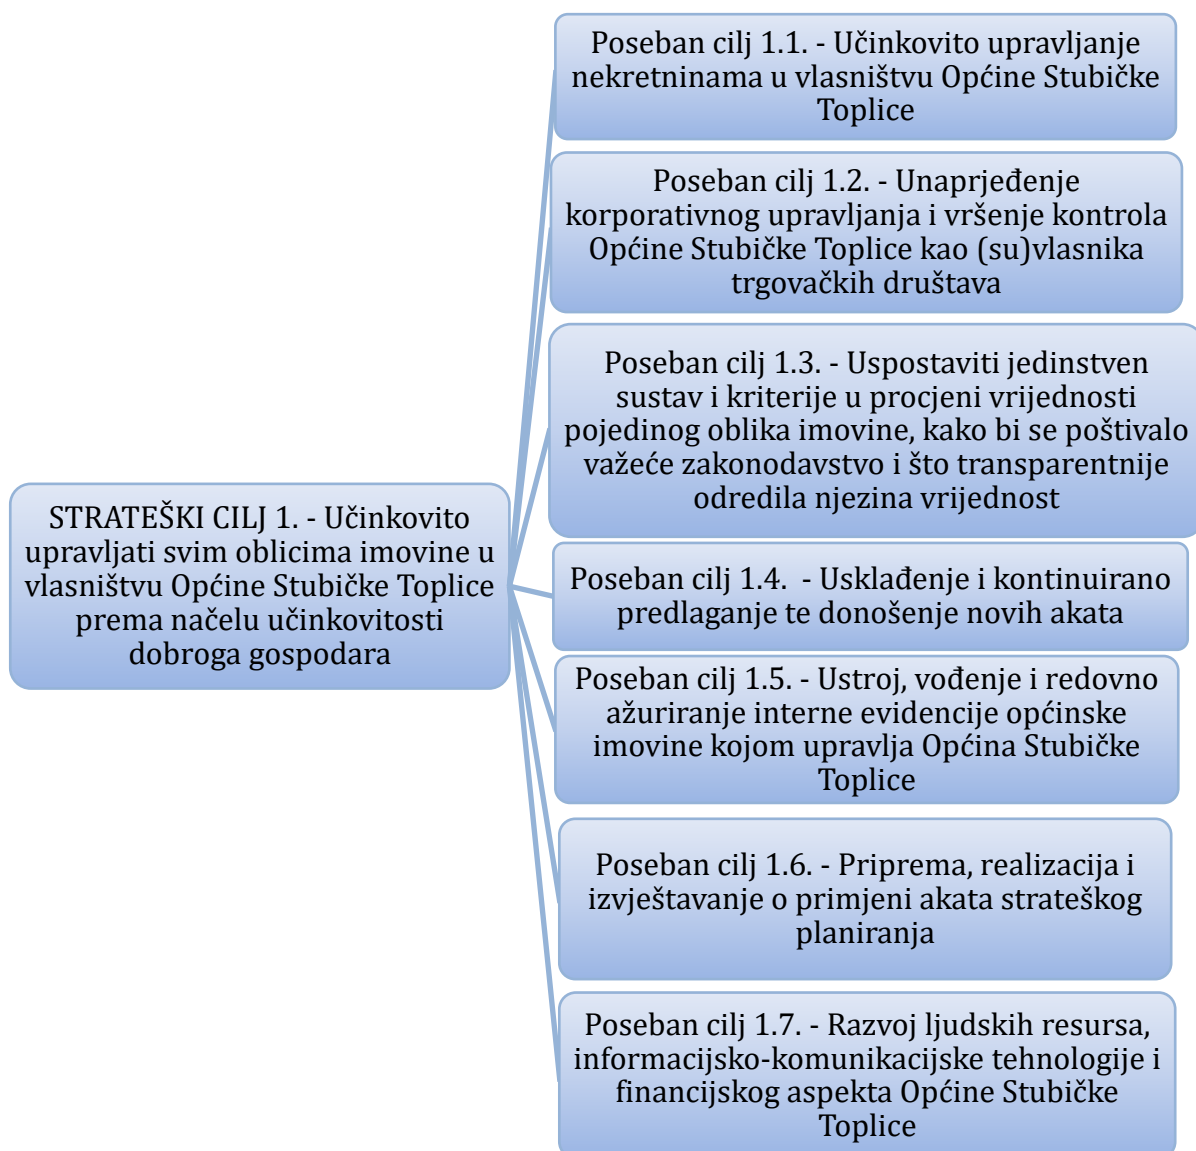 STRATEŠKI CILJ 1. - Učinkovito
upravljati svim oblicima imovine u
vlasništvu Općine Stubičke Toplice
prema načelu učinkovitosti
dobroga gospodara
Poseban cilj 1.1. - Učinkovito upravljanje
nekretninama u vlasništvu Općine Stubičke
Toplice
Poseban cilj 1.2. - Unaprjeđenje
korporativnog upravljanja i vršenje kontrola
Općine Stubičke Toplice kao (su)vlasnika
trgovačkih društava
Poseban cilj 1.3. - Uspostaviti jedinstven
sustav i kriterije u procjeni vrijednosti
pojedinog oblika imovine, kako bi se poštivalo
važeće zakonodavstvo i što transparentnije
odredila njezina vrijednost
Poseban cilj 1.4.  - Usklađenje i kontinuirano
predlaganje te donošenje novih akata
Poseban cilj 1.5. - Ustroj, vođenje i redovno
ažuriranje interne evidencije općinske
imovine kojom upravlja Općina Stubičke
Toplice
Poseban cilj 1.6. - Priprema, realizacija i
izvještavanje o primjeni akata strateškog
planiranja
Poseban cilj 1.7. - Razvoj ljudskih resursa,
informacijsko-komunikacijske tehnologije i
financijskog aspekta Općine Stubičke
Toplice